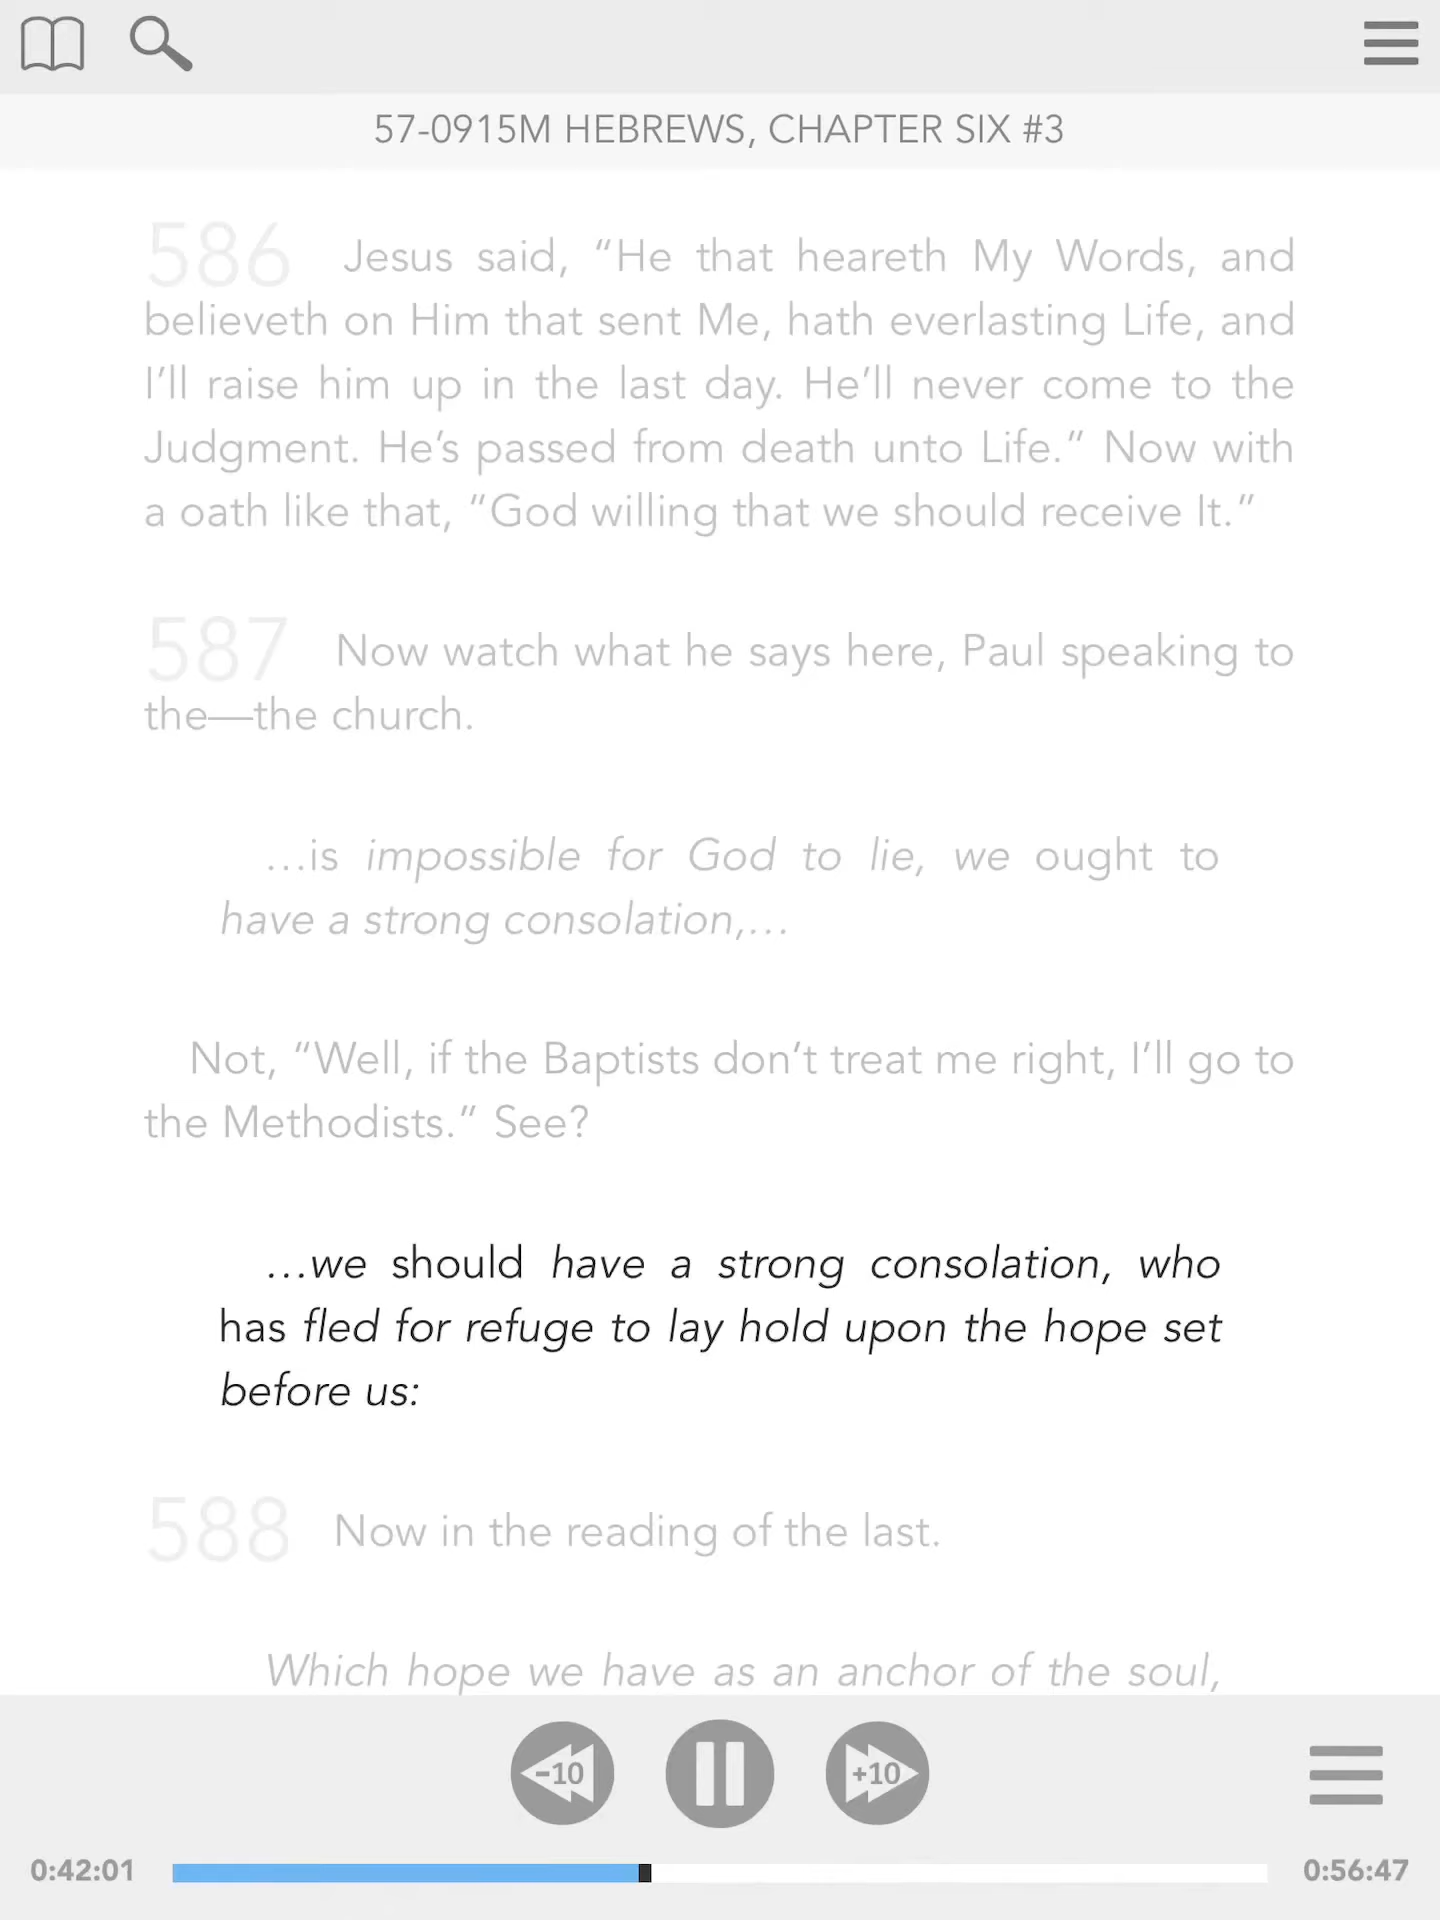 57-0915M HEBREWS, CHAPTER SIX #3
586 Jesus said, “He that heareth My Words, and
believeth on Him that sent Me, hath everlasting Life, and
I’ll raise him up in the last day. He’ll never come to the
Judgment. He’s passed from death unto Life.” Now with
a oath like that, “God willing that we should receive It.”
587 Now watch what he says here, Paul speaking to
the—the church.
…is impossible for God to lie, we ought to
have a strong consolation,…
Not, “Well, if the Baptists don’t treat me right, I’ll go to
the Methodists.” See?
…we should have a strong consolation, who
has fled for refuge to lay hold upon the hope set
before us:
588 Now in the reading of the last.
Which hope we have as an anchor of the soul,
-10 +10
0:42:01 0:56:47